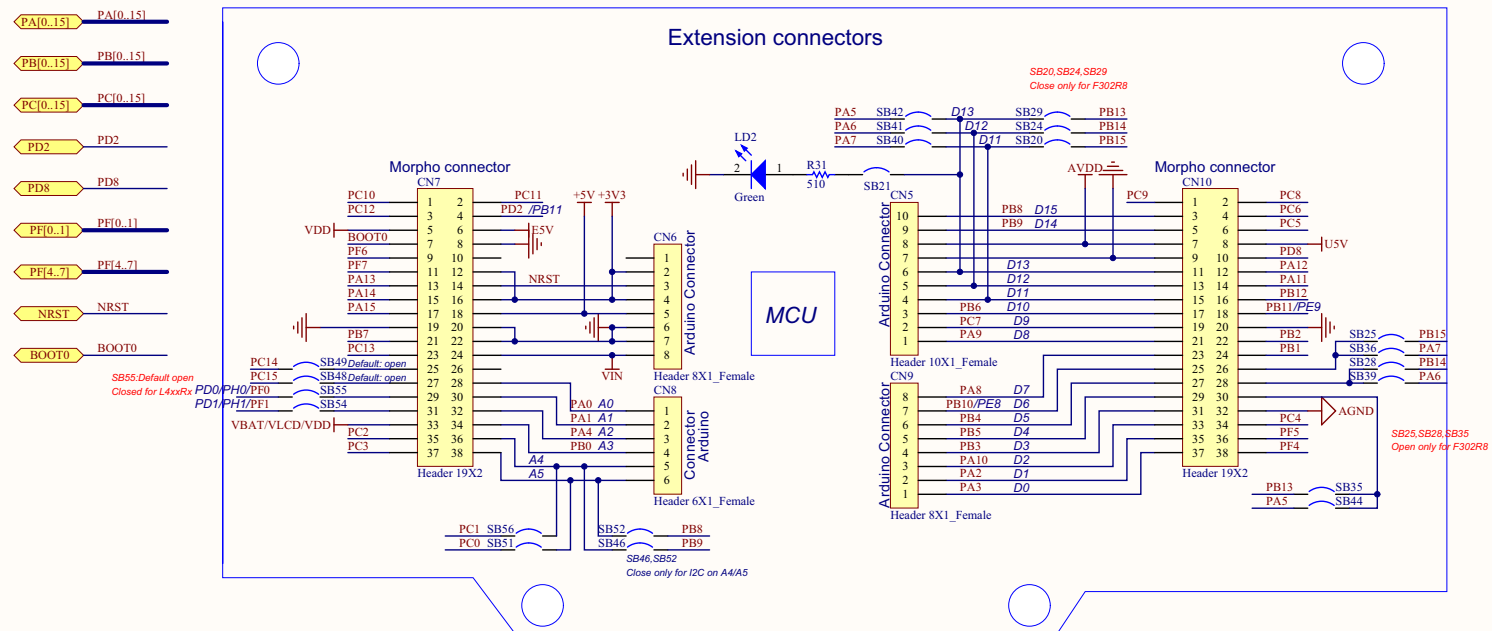 Extension connectors
PA[0..15] PA[0..15]
PB[0..15] PB[0..15]
PC[0..15] PC[0..15]
PD2 PD2
PD8 PD8
PF[0..1] PF[0..1]
PF[4..7] PF[4..7]
NRST NRST
BOOT0 BOOT0
SB20,SB24,SB29
Close only for F302R8
PA5 SB42 D13 SB29 PB13
PA6 SB41 D12 SB24 PB14
PA7 SB40 D11 SB20 PB15
LD2
2 1
Green
R31
510
SB21
Morpho connector
CN7
PC10 1 2 PC11
PC12 3 4 PD2 /PB11
VDD 5 6 E5V
BOOT0 7 8
PF6 9 10
PF7 11 12
PA13 13 14 NRST
PA14 15 16
PA15 17 18
19 20
PB7 21 22
PC13 23 24
PC14 SB49 Default: open 25 26
PC15 SB48 Default: open 27 28
PD0/PH0/PF0 SB55 29 30
PD1/PH1/PF1 SB54 31 32
VBAT/VLCD/VDD 33 34
PC2 35 36
PC3 37 38
Header 19X2
SB55:Default open
Closed for L4xxRx
+5V +3V3
CN6
1
2
3
4
5
6
7
8
Arduino Connector
Header 8X1_Female
VIN
CN8
PA0 A0 1
PA1 A1 2
PA4 A2 3
PB0 A3 4
A4 5
A5 6
Connector
Arduino
Header 6X1_Female
PC1 SB56 SB52 PB8
PC0 SB51 SB46 PB9
SB46,SB52
Close only for I2C on A4/A5
MCU
AVDD
CN5
Arduino Connector
10 PB8 D15
9 PB9 D14
8
7
6 D13
5 D12
4 D11
3 PB6 D10
2 PC7 D9
1 PA9 D8
Header 10X1_Female
CN9
Arduino Connector
8 PA8 D7
7 PB10/PE8 D6
6 PB4 D5
5 PB5 D4
4 PB3 D3
3 PA10 D2
2 PA2 D1
1 PA3 D0
Header 8X1_Female
Morpho connector
CN10
PC9 1 2 PC8
3 4 PC6
5 6 PC5
7 8 U5V
9 10 PD8
11 12 PA12
13 14 PA11
15 16 PB12
17 18 PB11/PE9
19 20
21 22 PB2
23 24 PB1
25 26
27 28
29 30
31 32 AGND
33 34 PC4
35 36 PF5
37 38 PF4
Header 19X2
SB25 PB15
SB36 PA7
SB28 PB14
SB39 PA6
SB25,SB28,SB35
Open only for F302R8
PB13 SB35
PA5 SB44